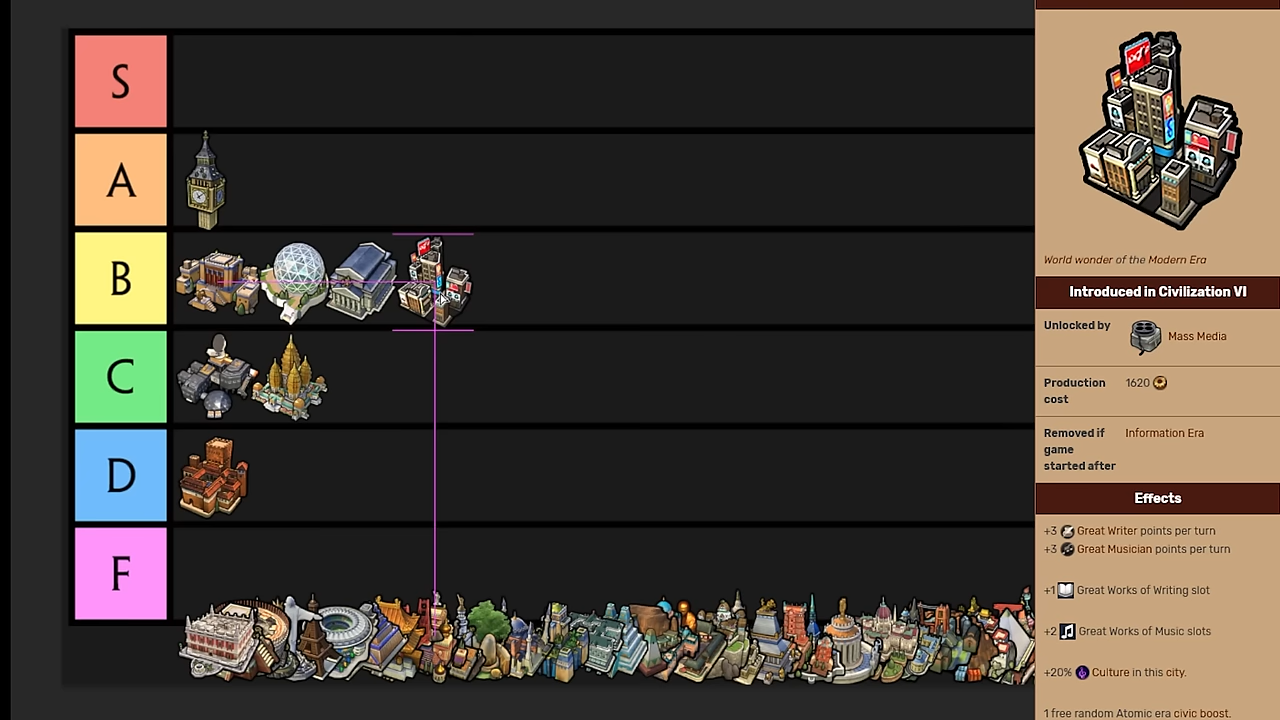 S
A
B
C
D
F
World wonder of the Modern Era
Introduced in Civilization VI
Unlocked by
Mass Media
Production
cost
1620
Removed if
game
started after
Information Era
Effects
+3 Great Writer points per turn
+3 Great Musician points per turn
+1 Great Works of Writing slot
+2 Great Works of Music slots
+20% Culture in this city.
1 free random Atomic era civic boost.